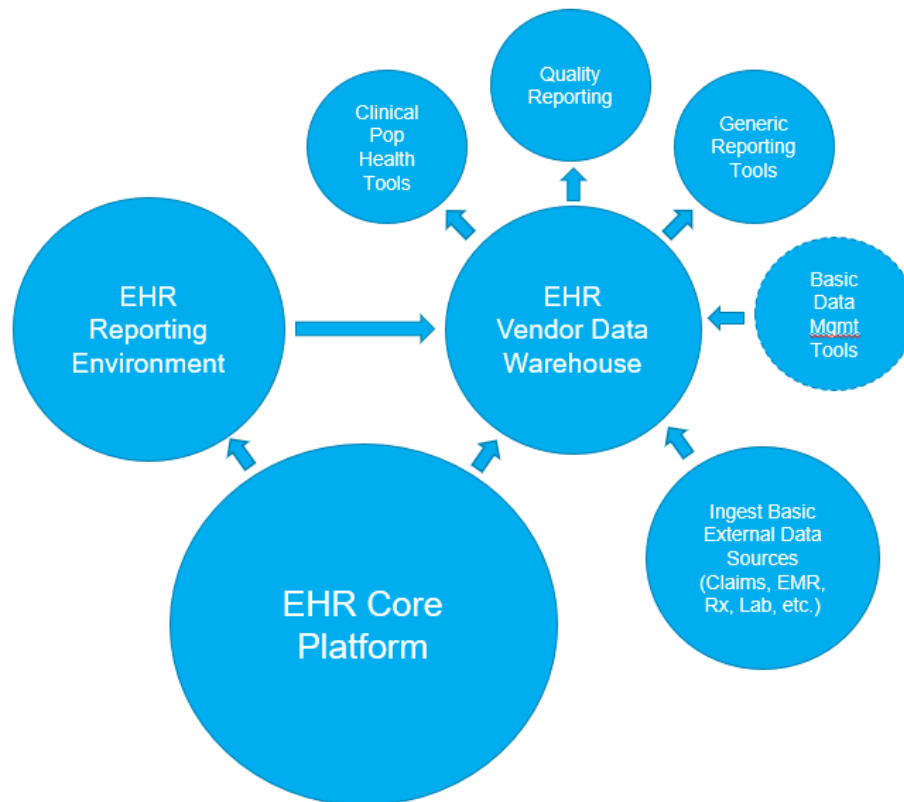 Quality
Reporting
Clinical
Pop
Health
Tools
Generic
Reporting
Tools
EHR
Reporting
Environment
EHR
Vendor Data
Warehouse
Basic
Data
Mgmt
Tools
Ingest Basic
External Data
Sources
(Claims, EMR,
Rx, Lab, etc.)
EHR Core
Platform